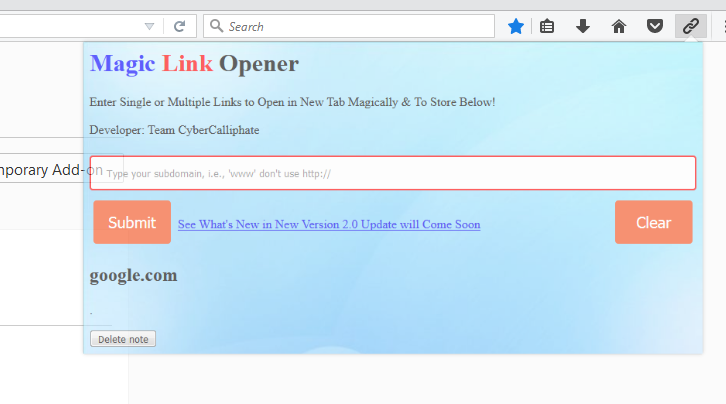 Search
Magic Link Opener
Enter Single or Multiple Links to Open in New Tab Magically & To Store Below!
Developer: Team CyberCalliphate
mporary Add-on
Type your subdomain, i.e., 'www' don't use http://
Submit
See What's New in New Version 2.0 Update will Come Soon
Clear
google.com
.
Delete note